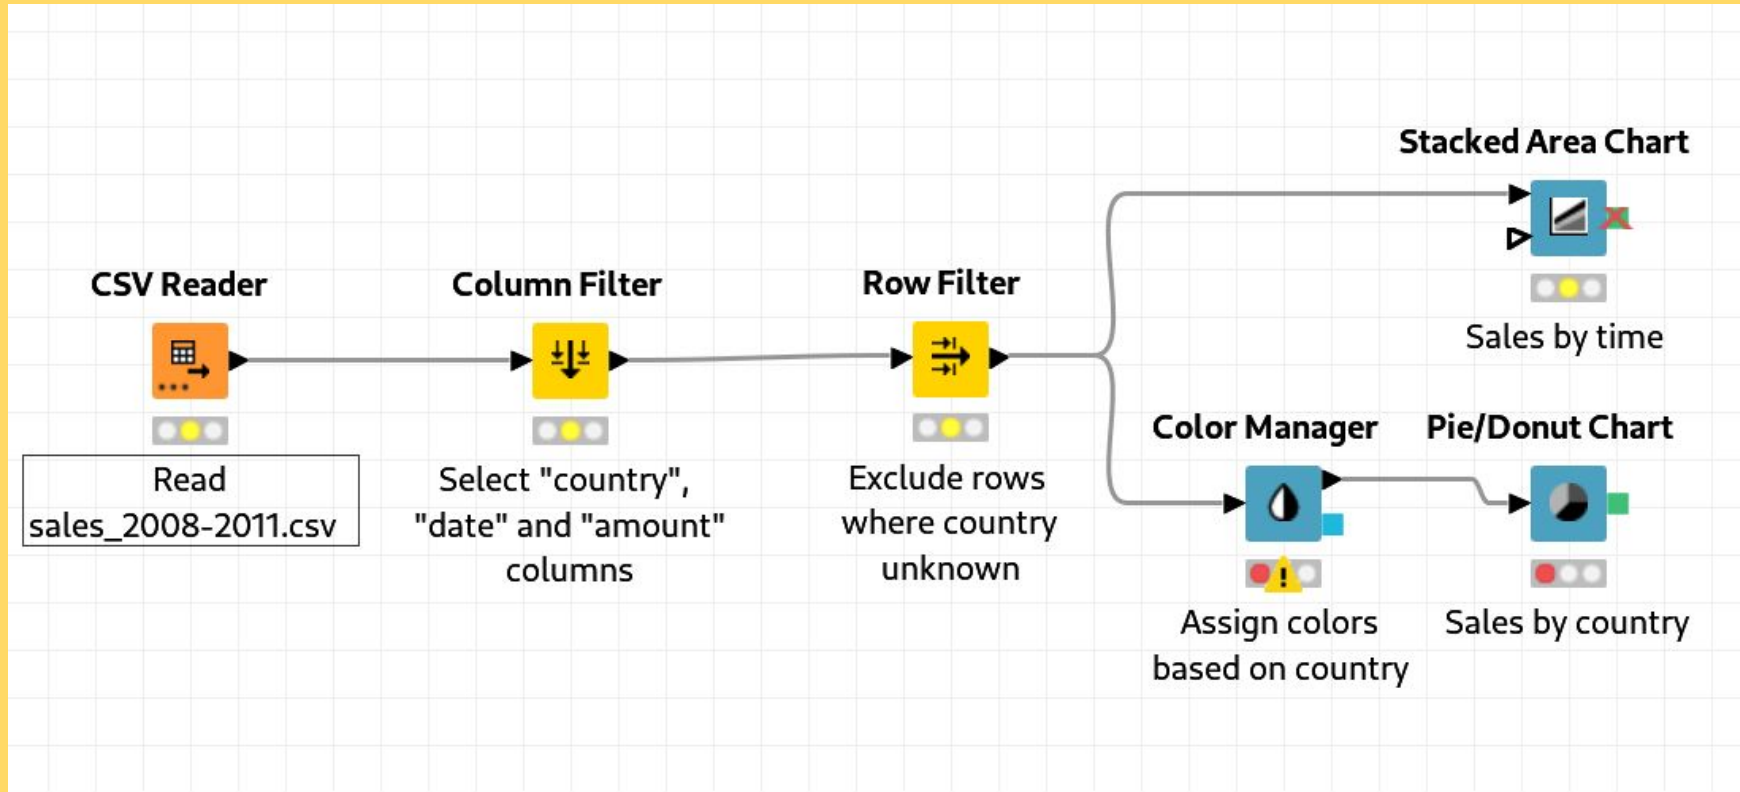 Stacked Area Chart
Sales by time
CSV Reader
Read
sales_2008-2011.csv
Column Filter
Select "country",
"date" and "amount"
columns
Row Filter
Exclude rows
where country
unknown
Color Manager
!
Assign colors
based on country
Pie/Donut Chart
Sales by country